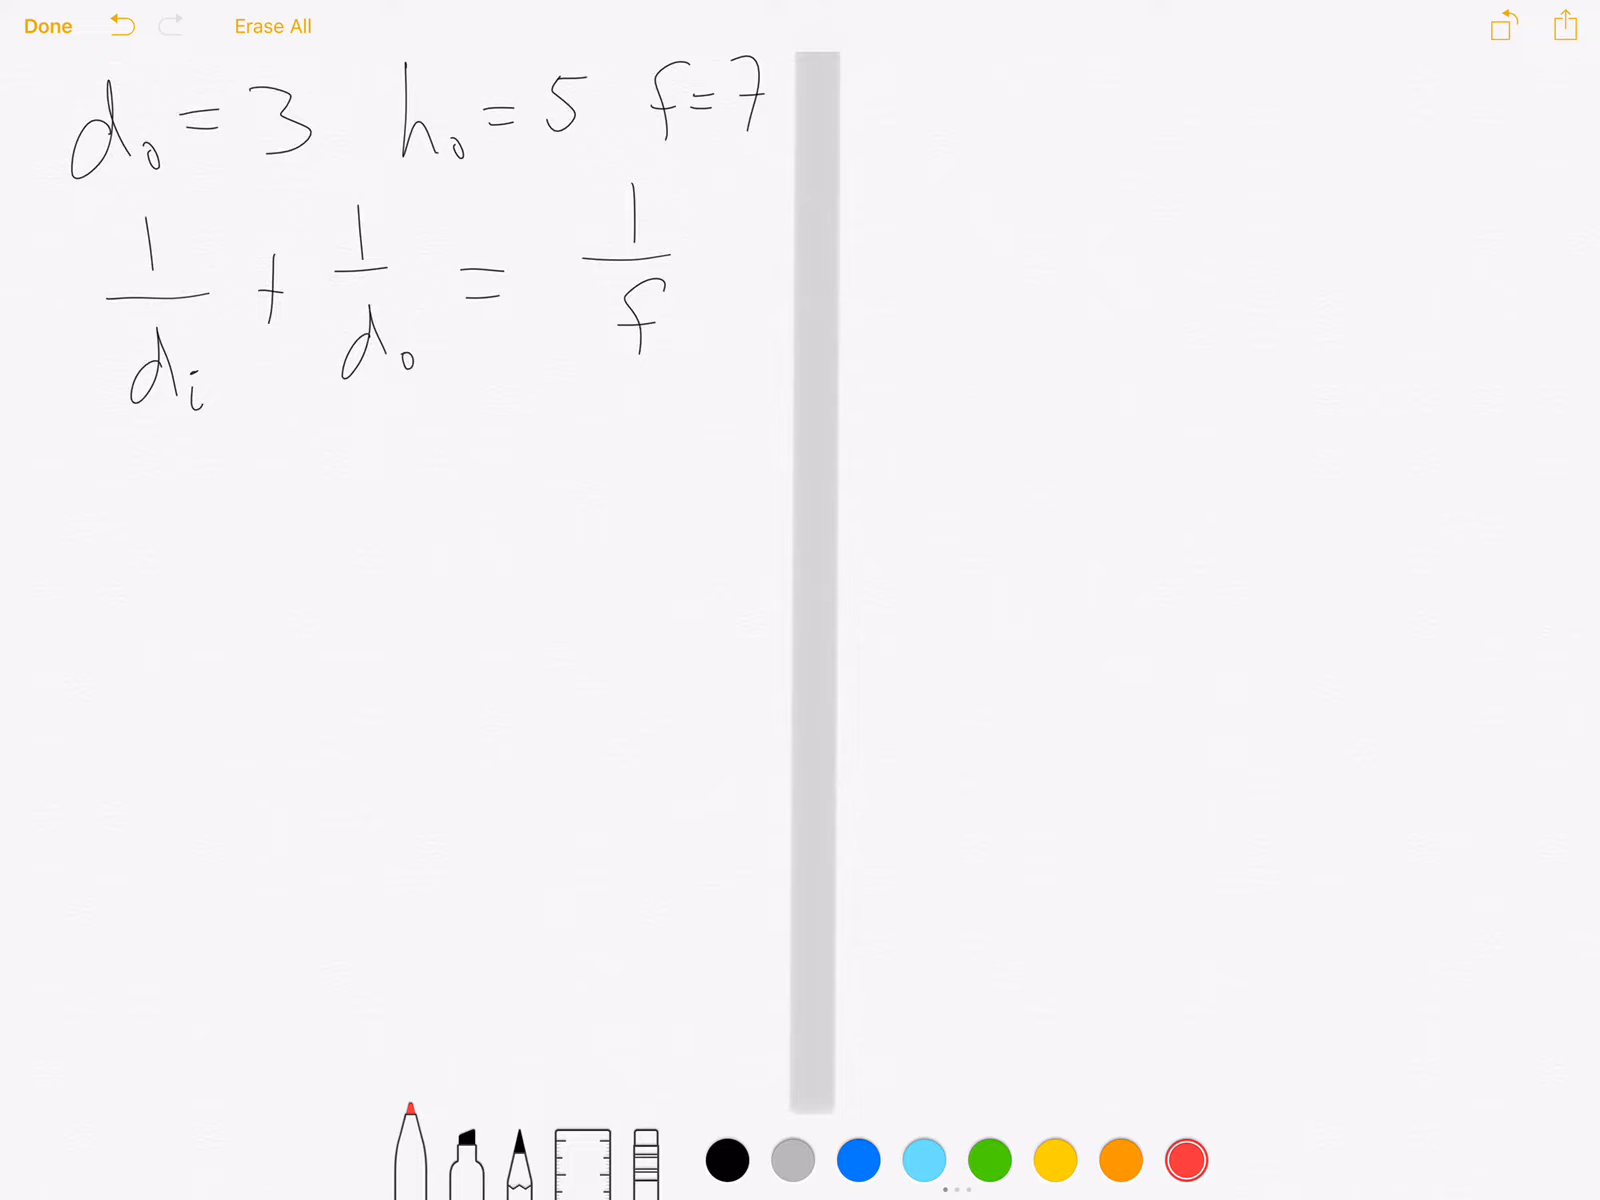 Done Erase All
d₀ = 3 h₀ = 5 f = 7
1/dᵢ + 1/d₀ = 1/f